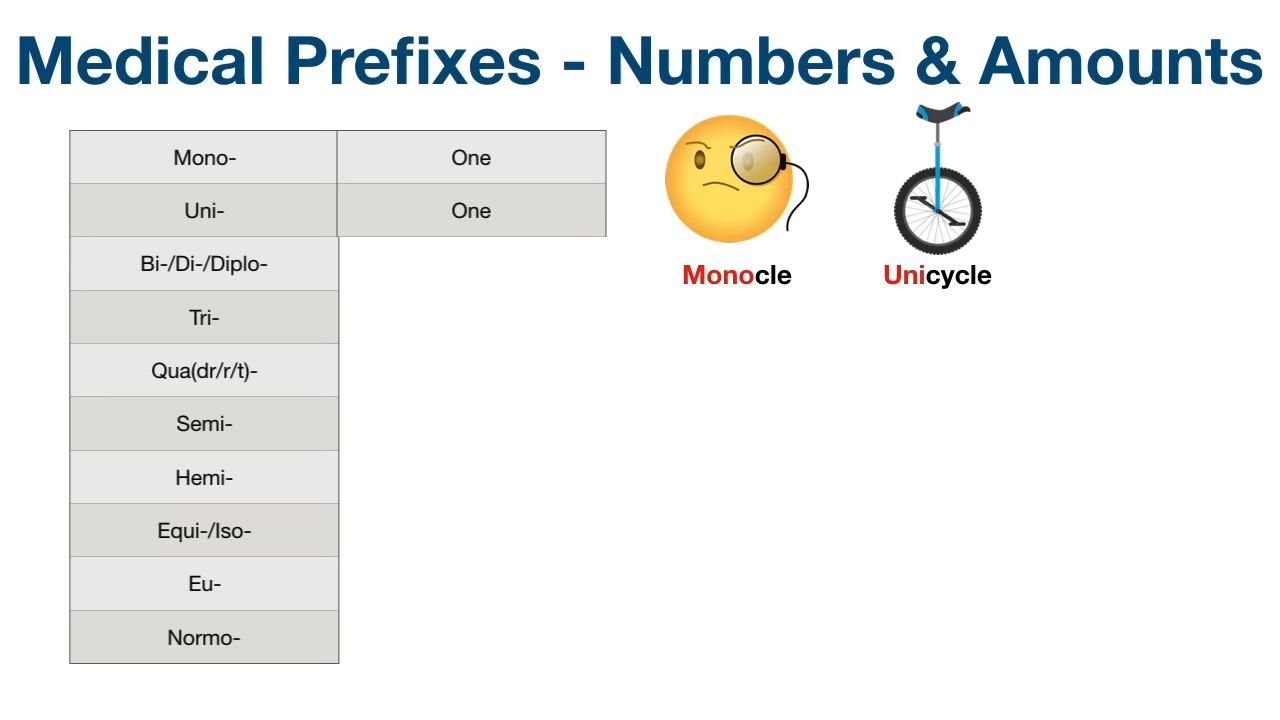 Medical Prefixes - Numbers & Amounts
Mono- One
Uni- One
Bi-/Di-/Diplo-
Tri-
Qua(dr/r/t)-
Semi-
Hemi-
Equi-/Iso-
Eu-
Normo-
Monocle
Unicycle